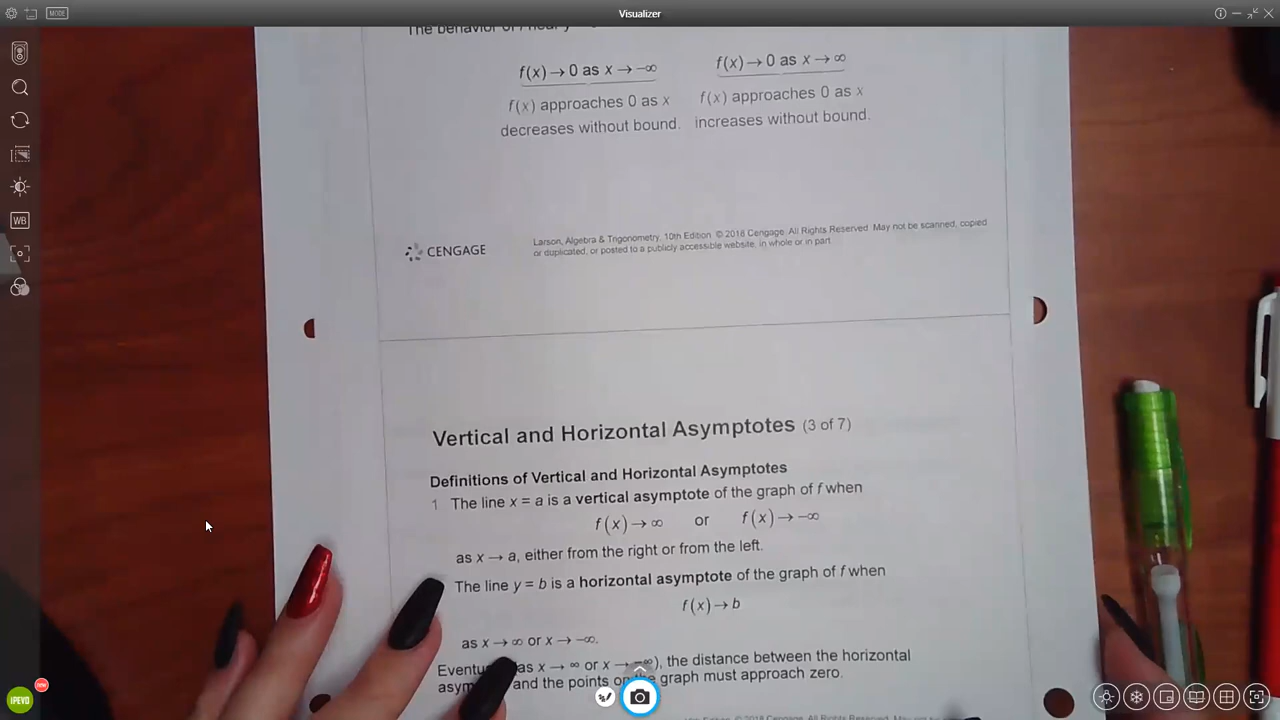 Visualizer
MODE
The behavior of f near y
f(x) → 0 as x → −∞ f(x) → 0 as x → ∞
f(x) approaches 0 as x f(x) approaches 0 as x
decreases without bound. increases without bound.
CENGAGE
Larson, Algebra & Trigonometry, 10th Edition. © 2018 Cengage. All Rights Reserved. May not be scanned, copied
or duplicated, or posted to a publicly accessible website, in whole or in part.
Vertical and Horizontal Asymptotes (3 of 7)
Definitions of Vertical and Horizontal Asymptotes
1 The line x = a is a vertical asymptote of the graph of f when
f(x) → ∞ or f(x) → −∞
as x → a, either from the right or from the left.
The line y = b is a horizontal asymptote of the graph of f when
f(x) → b
as x → ∞ or x → −∞.
as x → ∞ or x → −∞), the distance between the horizontal
and the points on the graph must approach zero.
WB
IPEVO
new